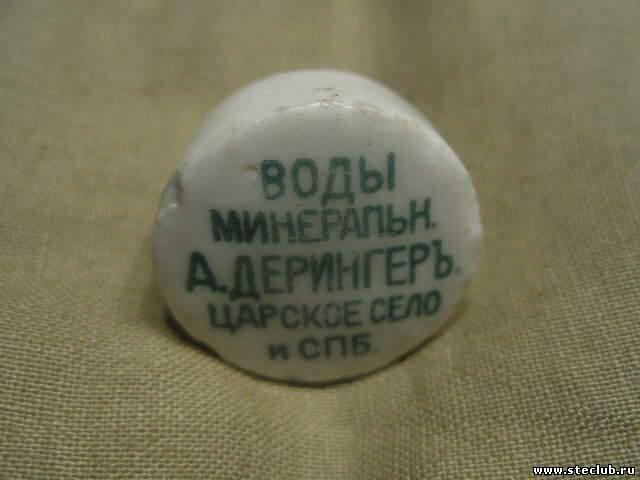 ВОДЫ
МИНЕРАЛЬН.
А.ДЕРИНГЕРЪ.
ЦАРСКОЕ СЕЛО
и СПБ.
www.steclub.ru